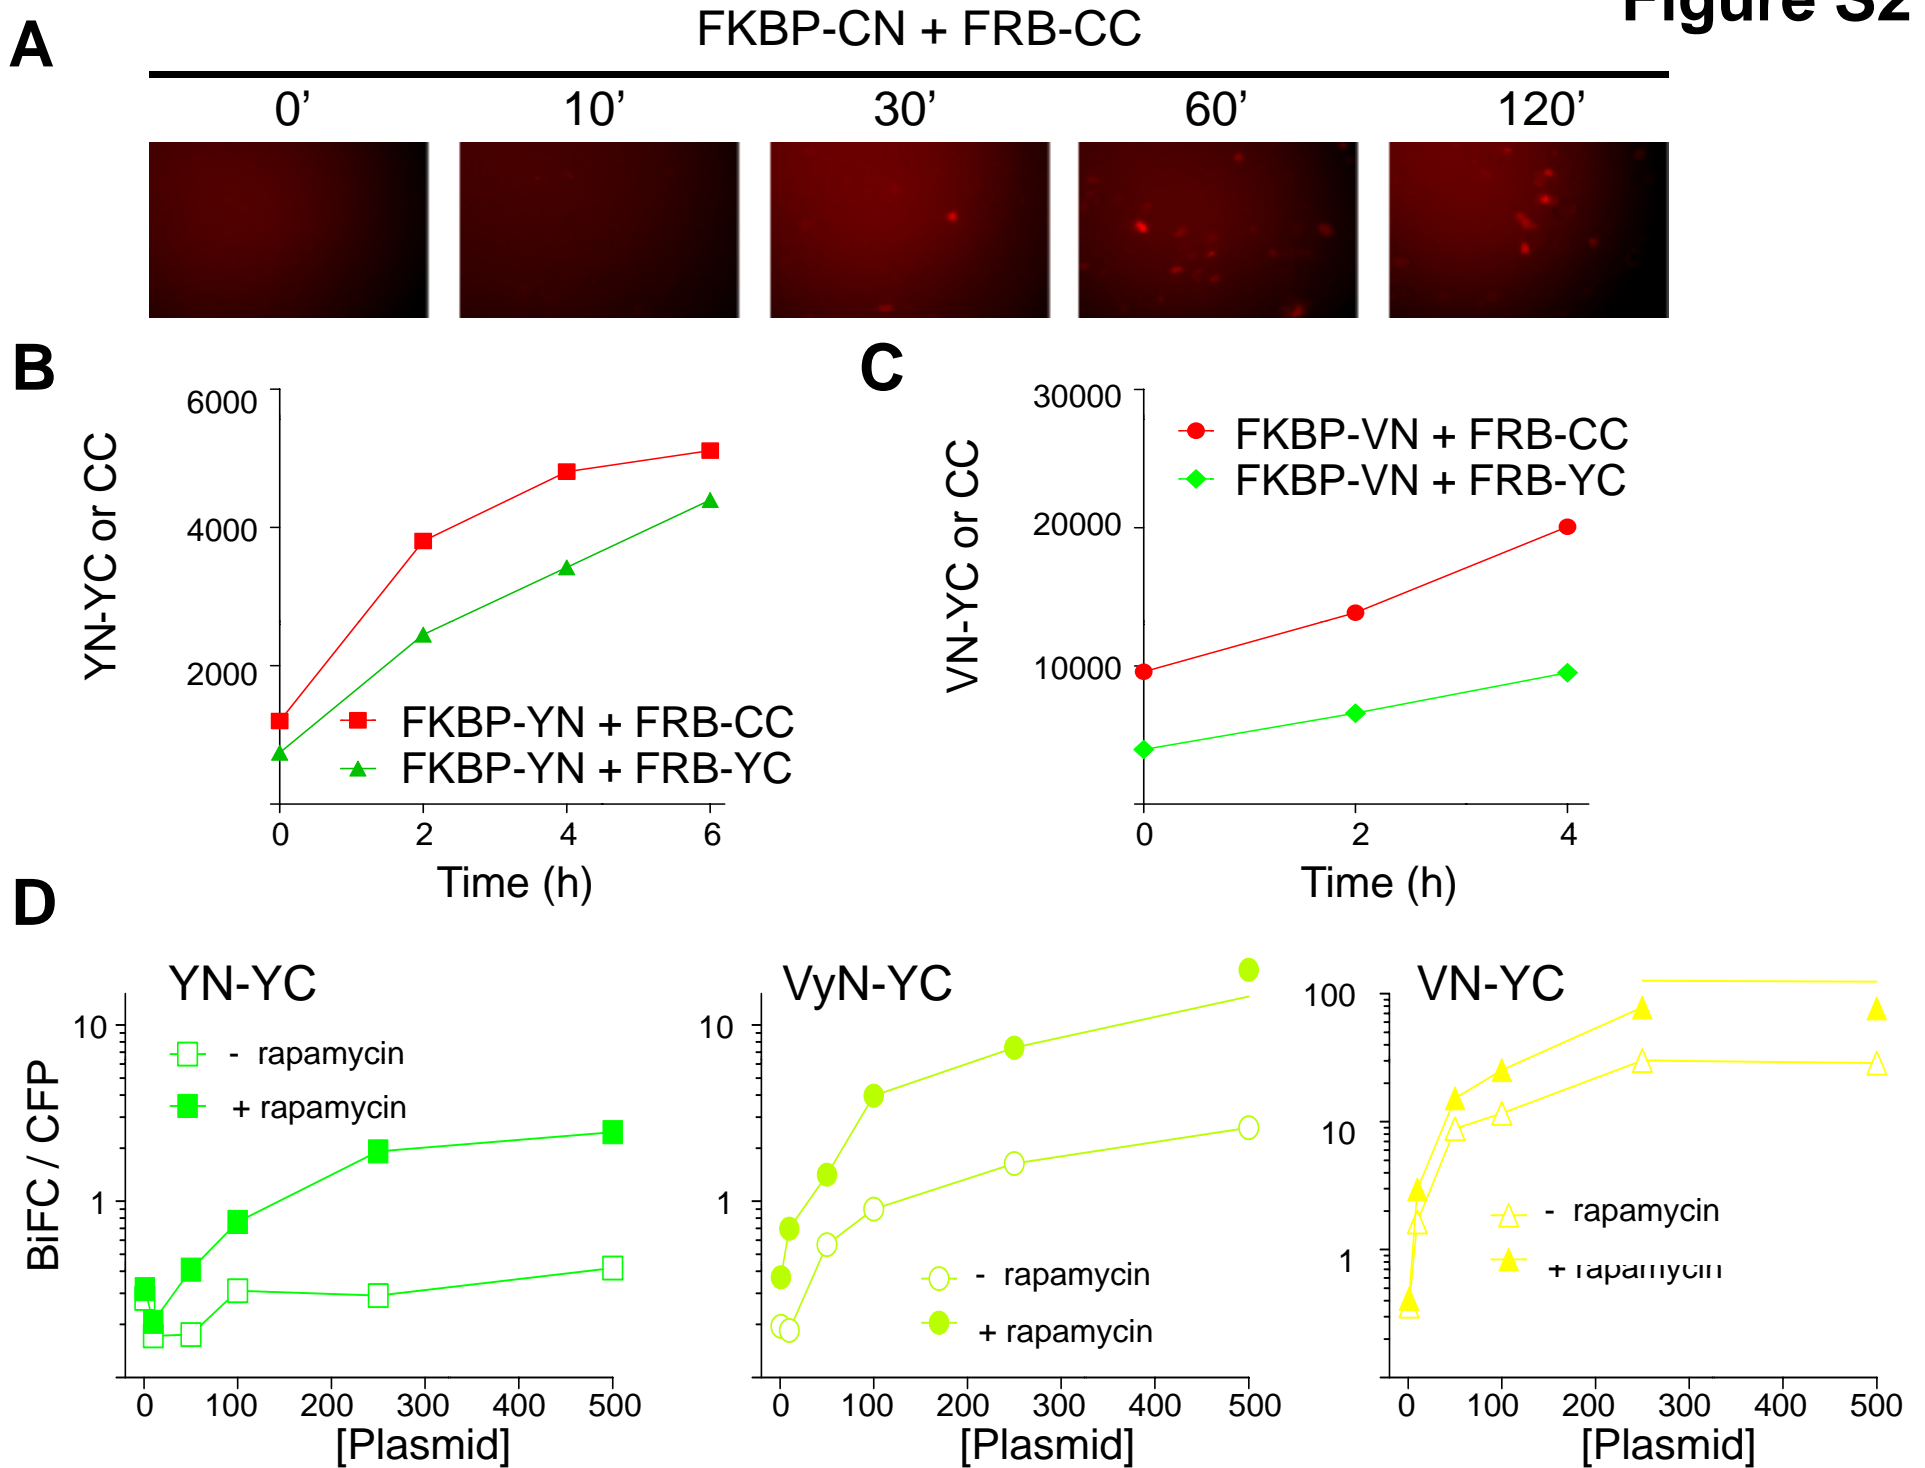 Figure S2
A
FKBP-CN + FRB-CC
0’ 10’ 30’ 60’ 120’
B
YN-YC or CC
6000
4000
2000
FKBP-YN + FRB-CC
FKBP-YN + FRB-YC
0 2 4 6
Time (h)
C
VN-YC or CC
30000
20000
10000
FKBP-VN + FRB-CC
FKBP-VN + FRB-YC
0 2 4
Time (h)
D
BiFC / CFP
YN-YC
10
1
- rapamycin
+ rapamycin
0 100 200 300 400 500
[Plasmid]
VyN-YC
10
1
- rapamycin
+ rapamycin
0 100 200 300 400 500
[Plasmid]
VN-YC
100
10
1
- rapamycin
+ rapamycin
0 100 200 300 400 500
[Plasmid]